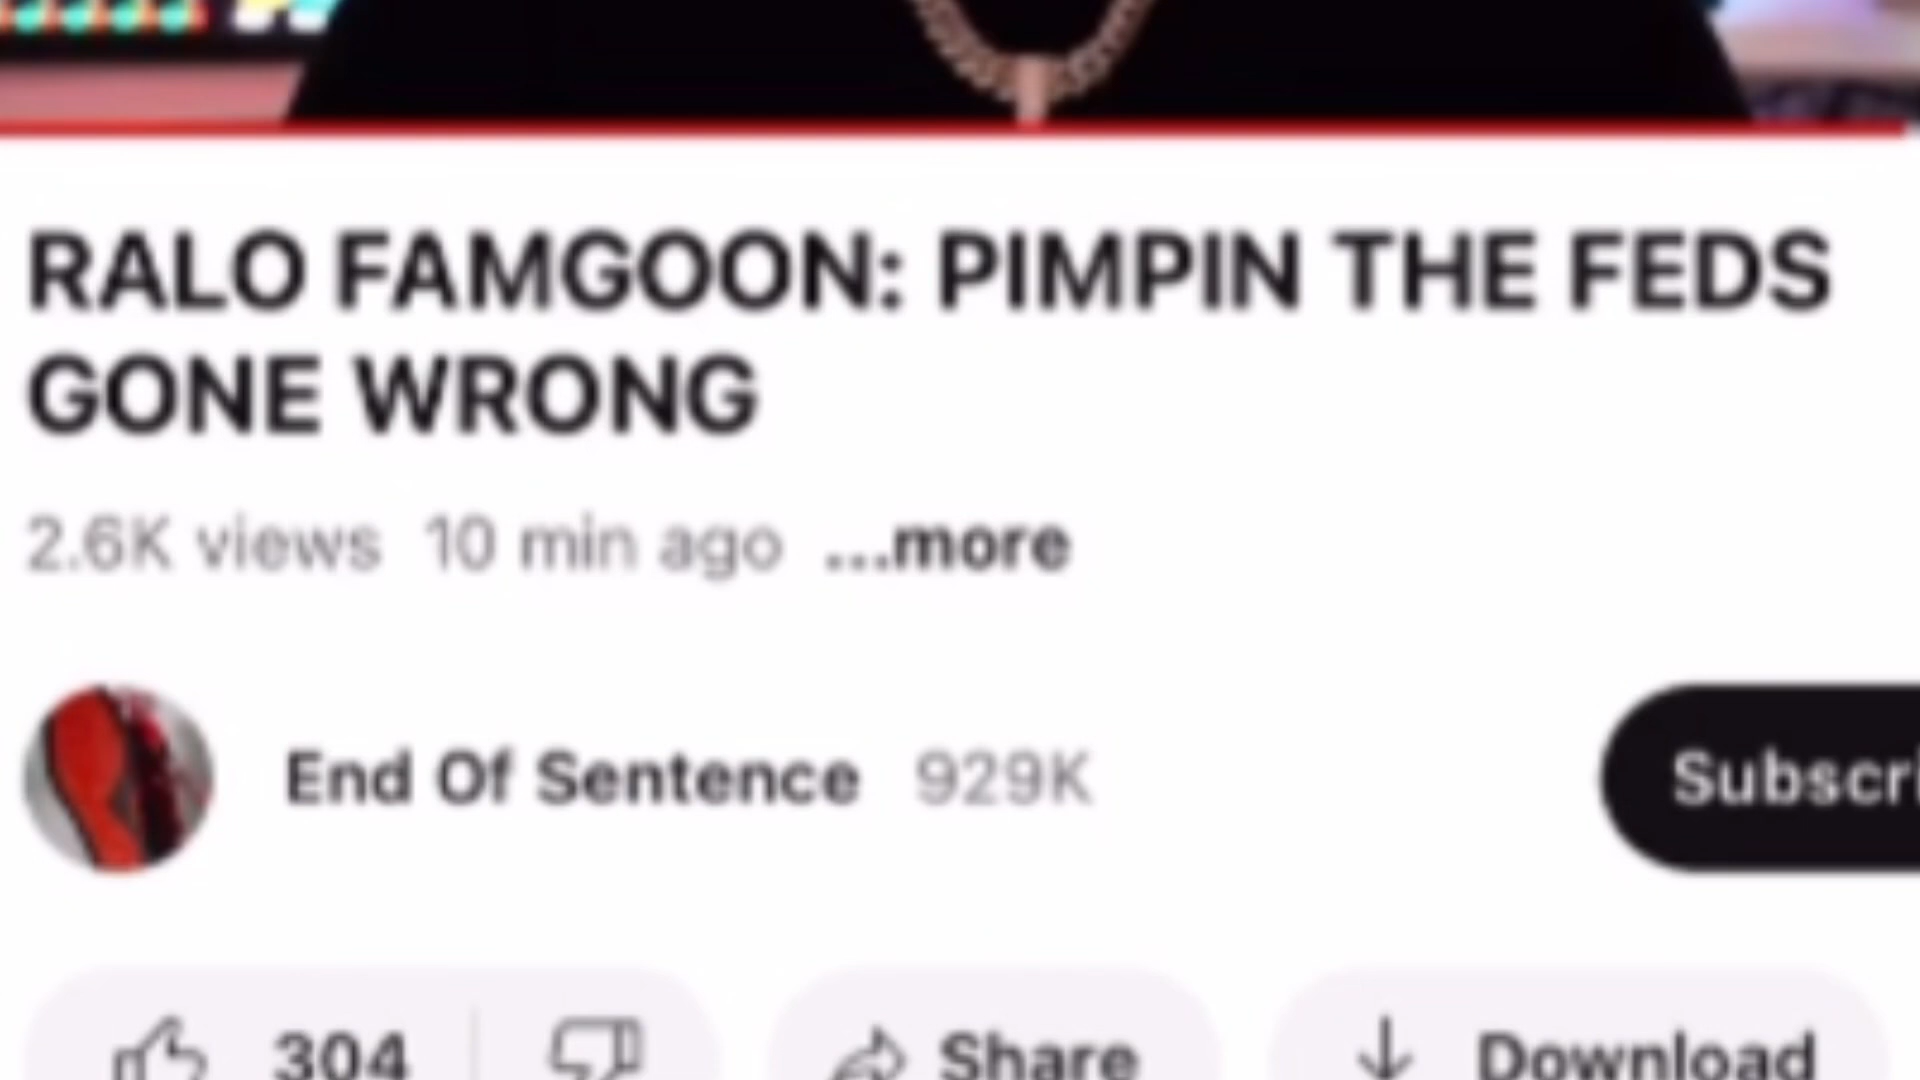 RALO FAMGOON: PIMPIN THE FEDS
GONE WRONG
2.6K views 10 min ago ...more
End Of Sentence 929K
Subscri
304
Share
Download